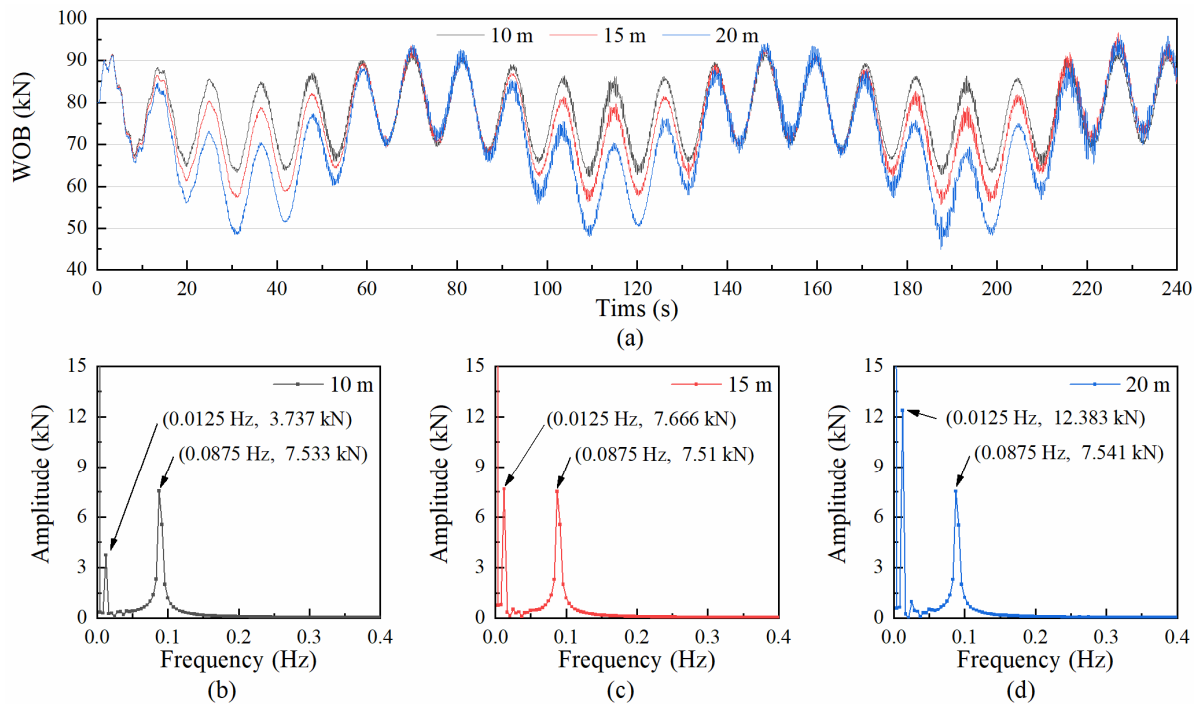 100
90
80
70
60
50
40
WOB (kN)
10 m 15 m 20 m
0 20 40 60 80 100 120 140 160 180 200 220 240
Tims (s)
(a)
15
12
9
6
3
0
Amplitude (kN)
10 m
(0.0125 Hz, 3.737 kN)
(0.0875 Hz, 7.533 kN)
0.0 0.1 0.2 0.3 0.4
Frequency (Hz)
(b)
15
12
9
6
3
0
Amplitude (kN)
15 m
(0.0125 Hz, 7.666 kN)
(0.0875 Hz, 7.51 kN)
0.0 0.1 0.2 0.3 0.4
Frequency (Hz)
(c)
15
12
9
6
3
0
Amplitude (kN)
20 m
(0.0125 Hz, 12.383 kN)
(0.0875 Hz, 7.541 kN)
0.0 0.1 0.2 0.3 0.4
Frequency (Hz)
(d)